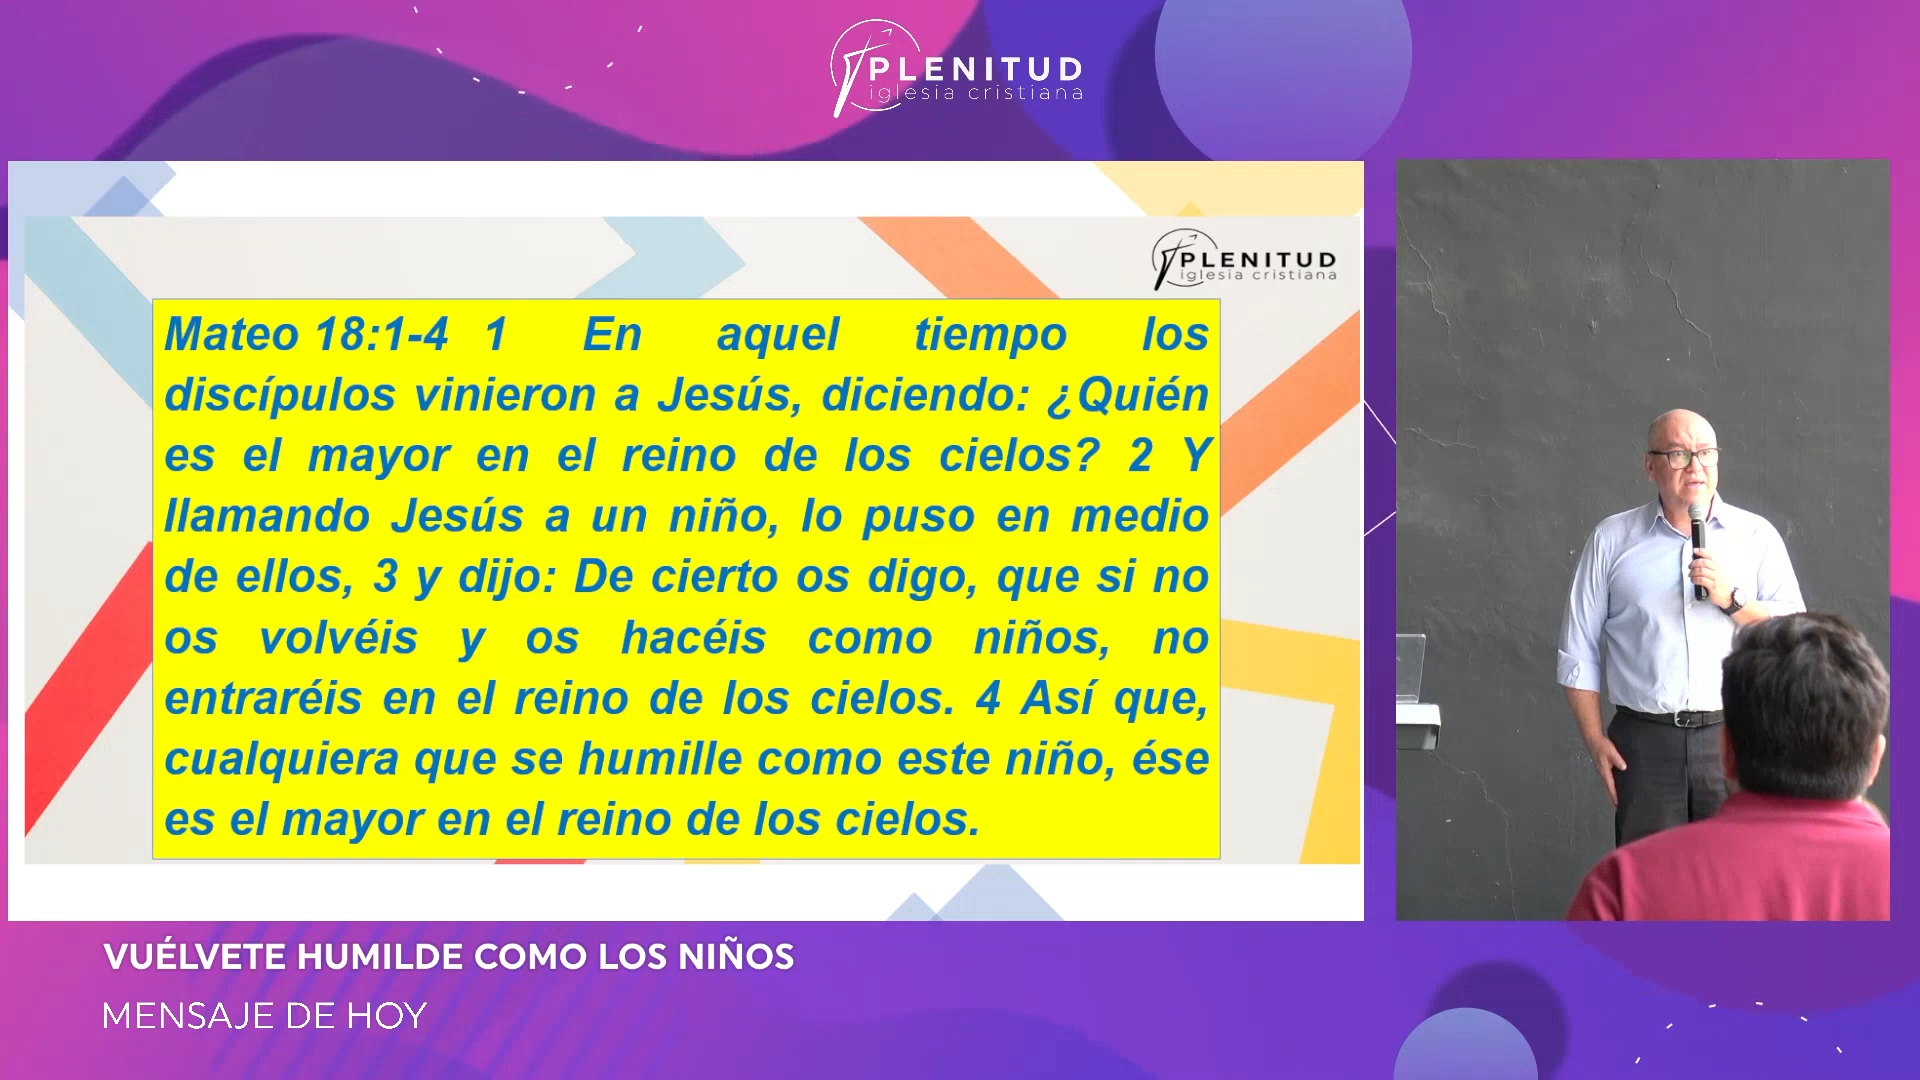 PLENITUD
iglesia cristiana
PLENITUD
iglesia cristiana
Mateo 18:1-4 1 En aquel tiempo los
discípulos vinieron a Jesús, diciendo: ¿Quién
es el mayor en el reino de los cielos? 2 Y
llamando Jesús a un niño, lo puso en medio
de ellos, 3 y dijo: De cierto os digo, que si no
os volvéis y os hacéis como niños, no
entraréis en el reino de los cielos. 4 Así que,
cualquiera que se humille como este niño, ése
es el mayor en el reino de los cielos.
VUÉLVETE HUMILDE COMO LOS NIÑOS
MENSAJE DE HOY